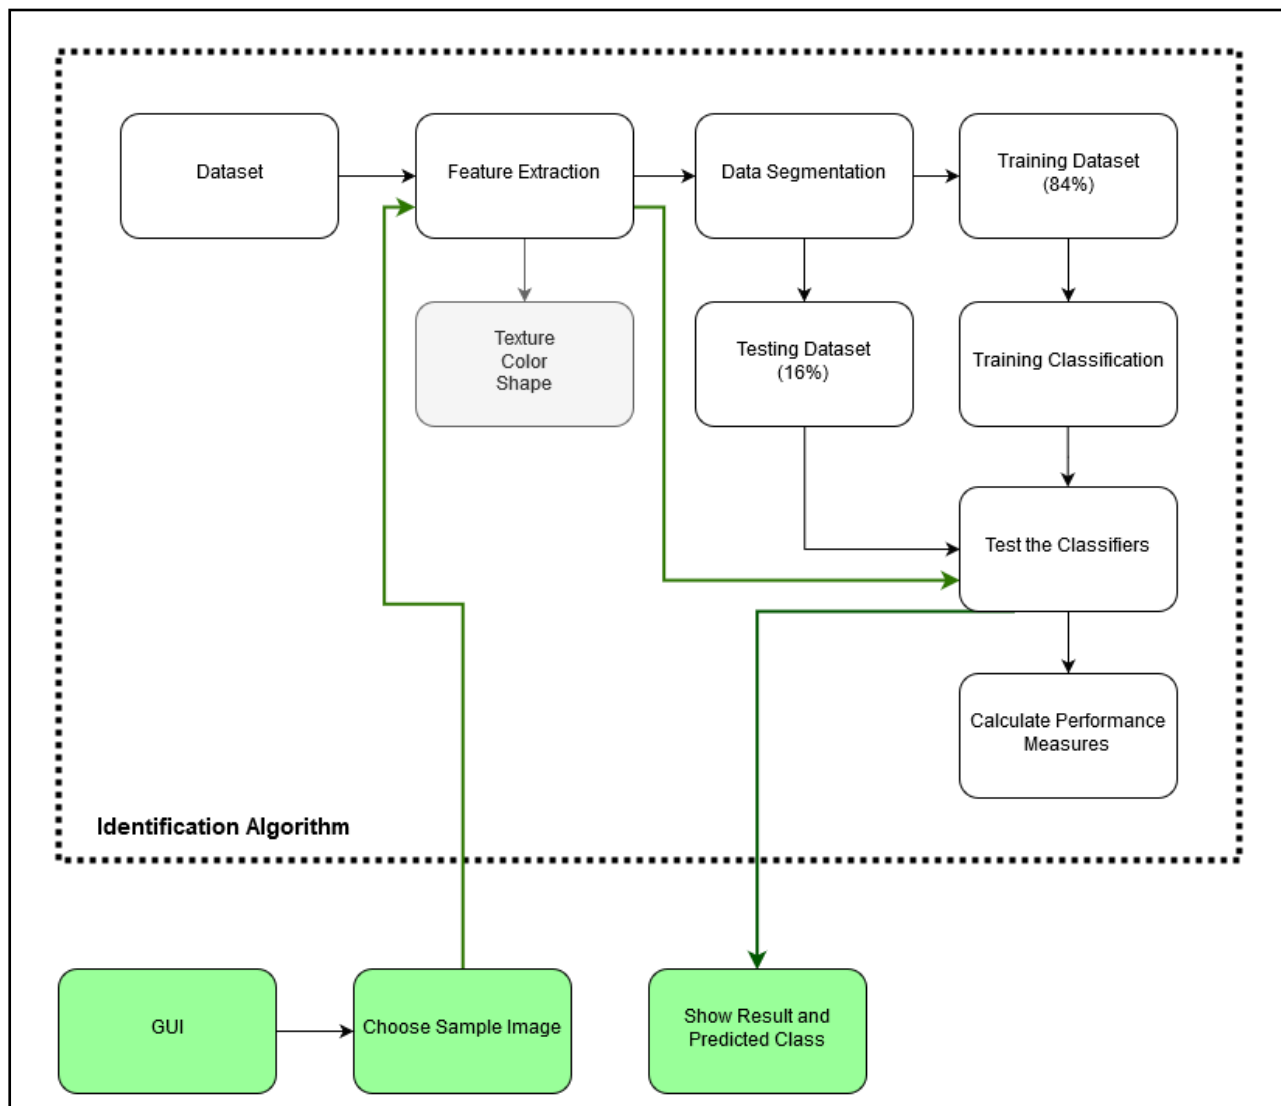 Dataset
Feature Extraction
Data Segmentation
Training Dataset
(84%)
Texture
Color
Shape
Testing Dataset
(16%)
Training Classification
Test the Classifiers
Calculate Performance
Measures
Identification Algorithm
GUI
Choose Sample Image
Show Result and
Predicted Class